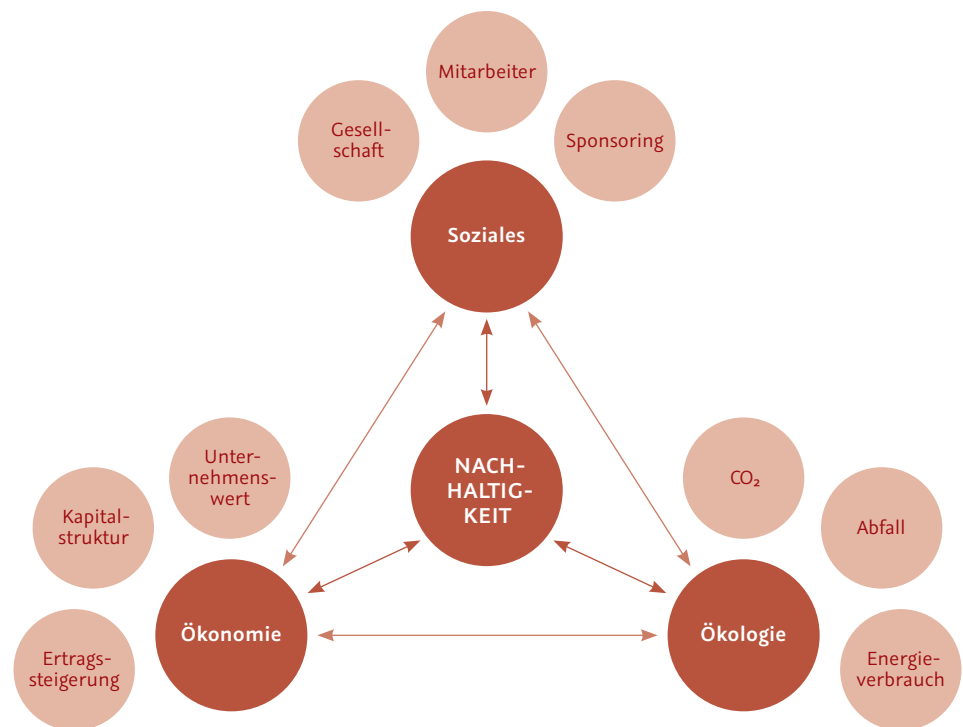 Mitarbeiter
Gesell-
schaft
Sponsoring
Soziales
Unter-
nehmens-
wert
NACH-
HALTIG-
KEIT
CO₂
Kapital-
struktur
Abfall
Ökonomie
Ökologie
Ertrags-
steigerung
Energie-
verbrauch